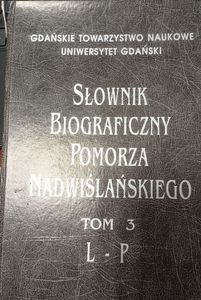 GDAŃSKIE TOWARZYSTWO NAUKOWE
UNIWERSYTET GDAŃSKI
SŁOWNIK
BIOGRAFICZNY
POMORZA
NADWIŚLAŃSKIEGO
TOM 3
L - P